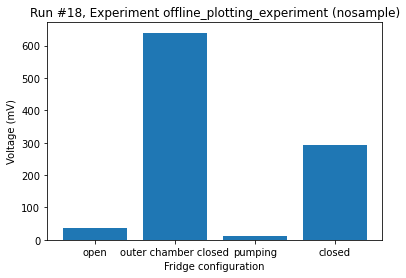 Run #18, Experiment offline_plotting_experiment (nosample)
Voltage (mV)
600
500
400
300
200
100
0
open outer chamber closed pumping closed
Fridge configuration